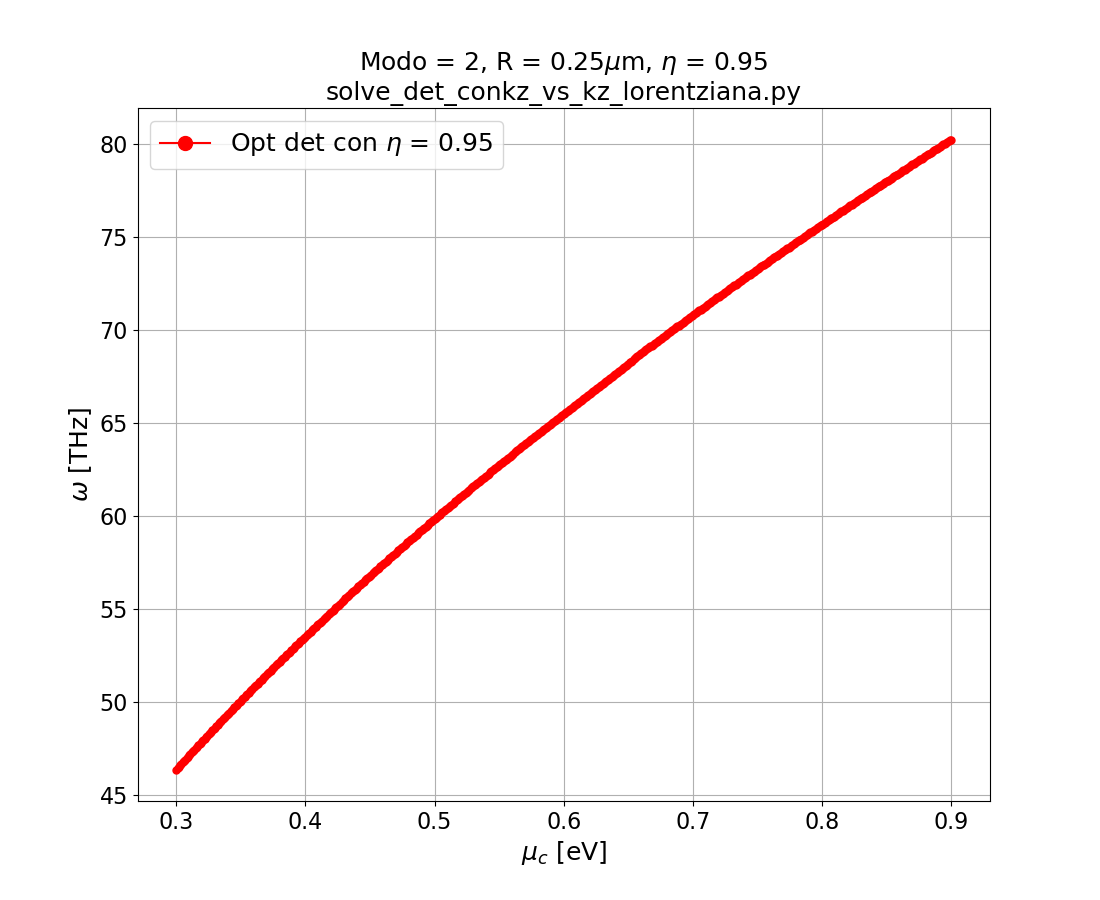 Modo = 2, R = 0.25μm, η = 0.95
solve_det_conkz_vs_kz_lorentziana.py
Opt det con η = 0.95
80
75
70
65
60
55
50
45
ω [THz]
0.3 0.4 0.5 0.6 0.7 0.8 0.9
μc [eV]